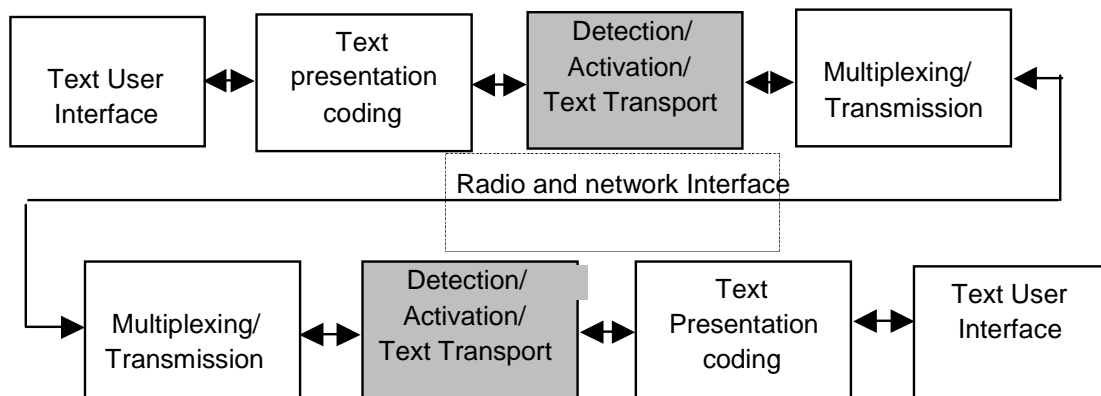 Text User
Interface
Text
presentation
coding
Detection/
Activation/
Text Transport
Multiplexing/
Transmission
Radio and network Interface
Multiplexing/
Transmission
Detection/
Activation/
Text Transport
Text
Presentation
coding
Text User
Interface